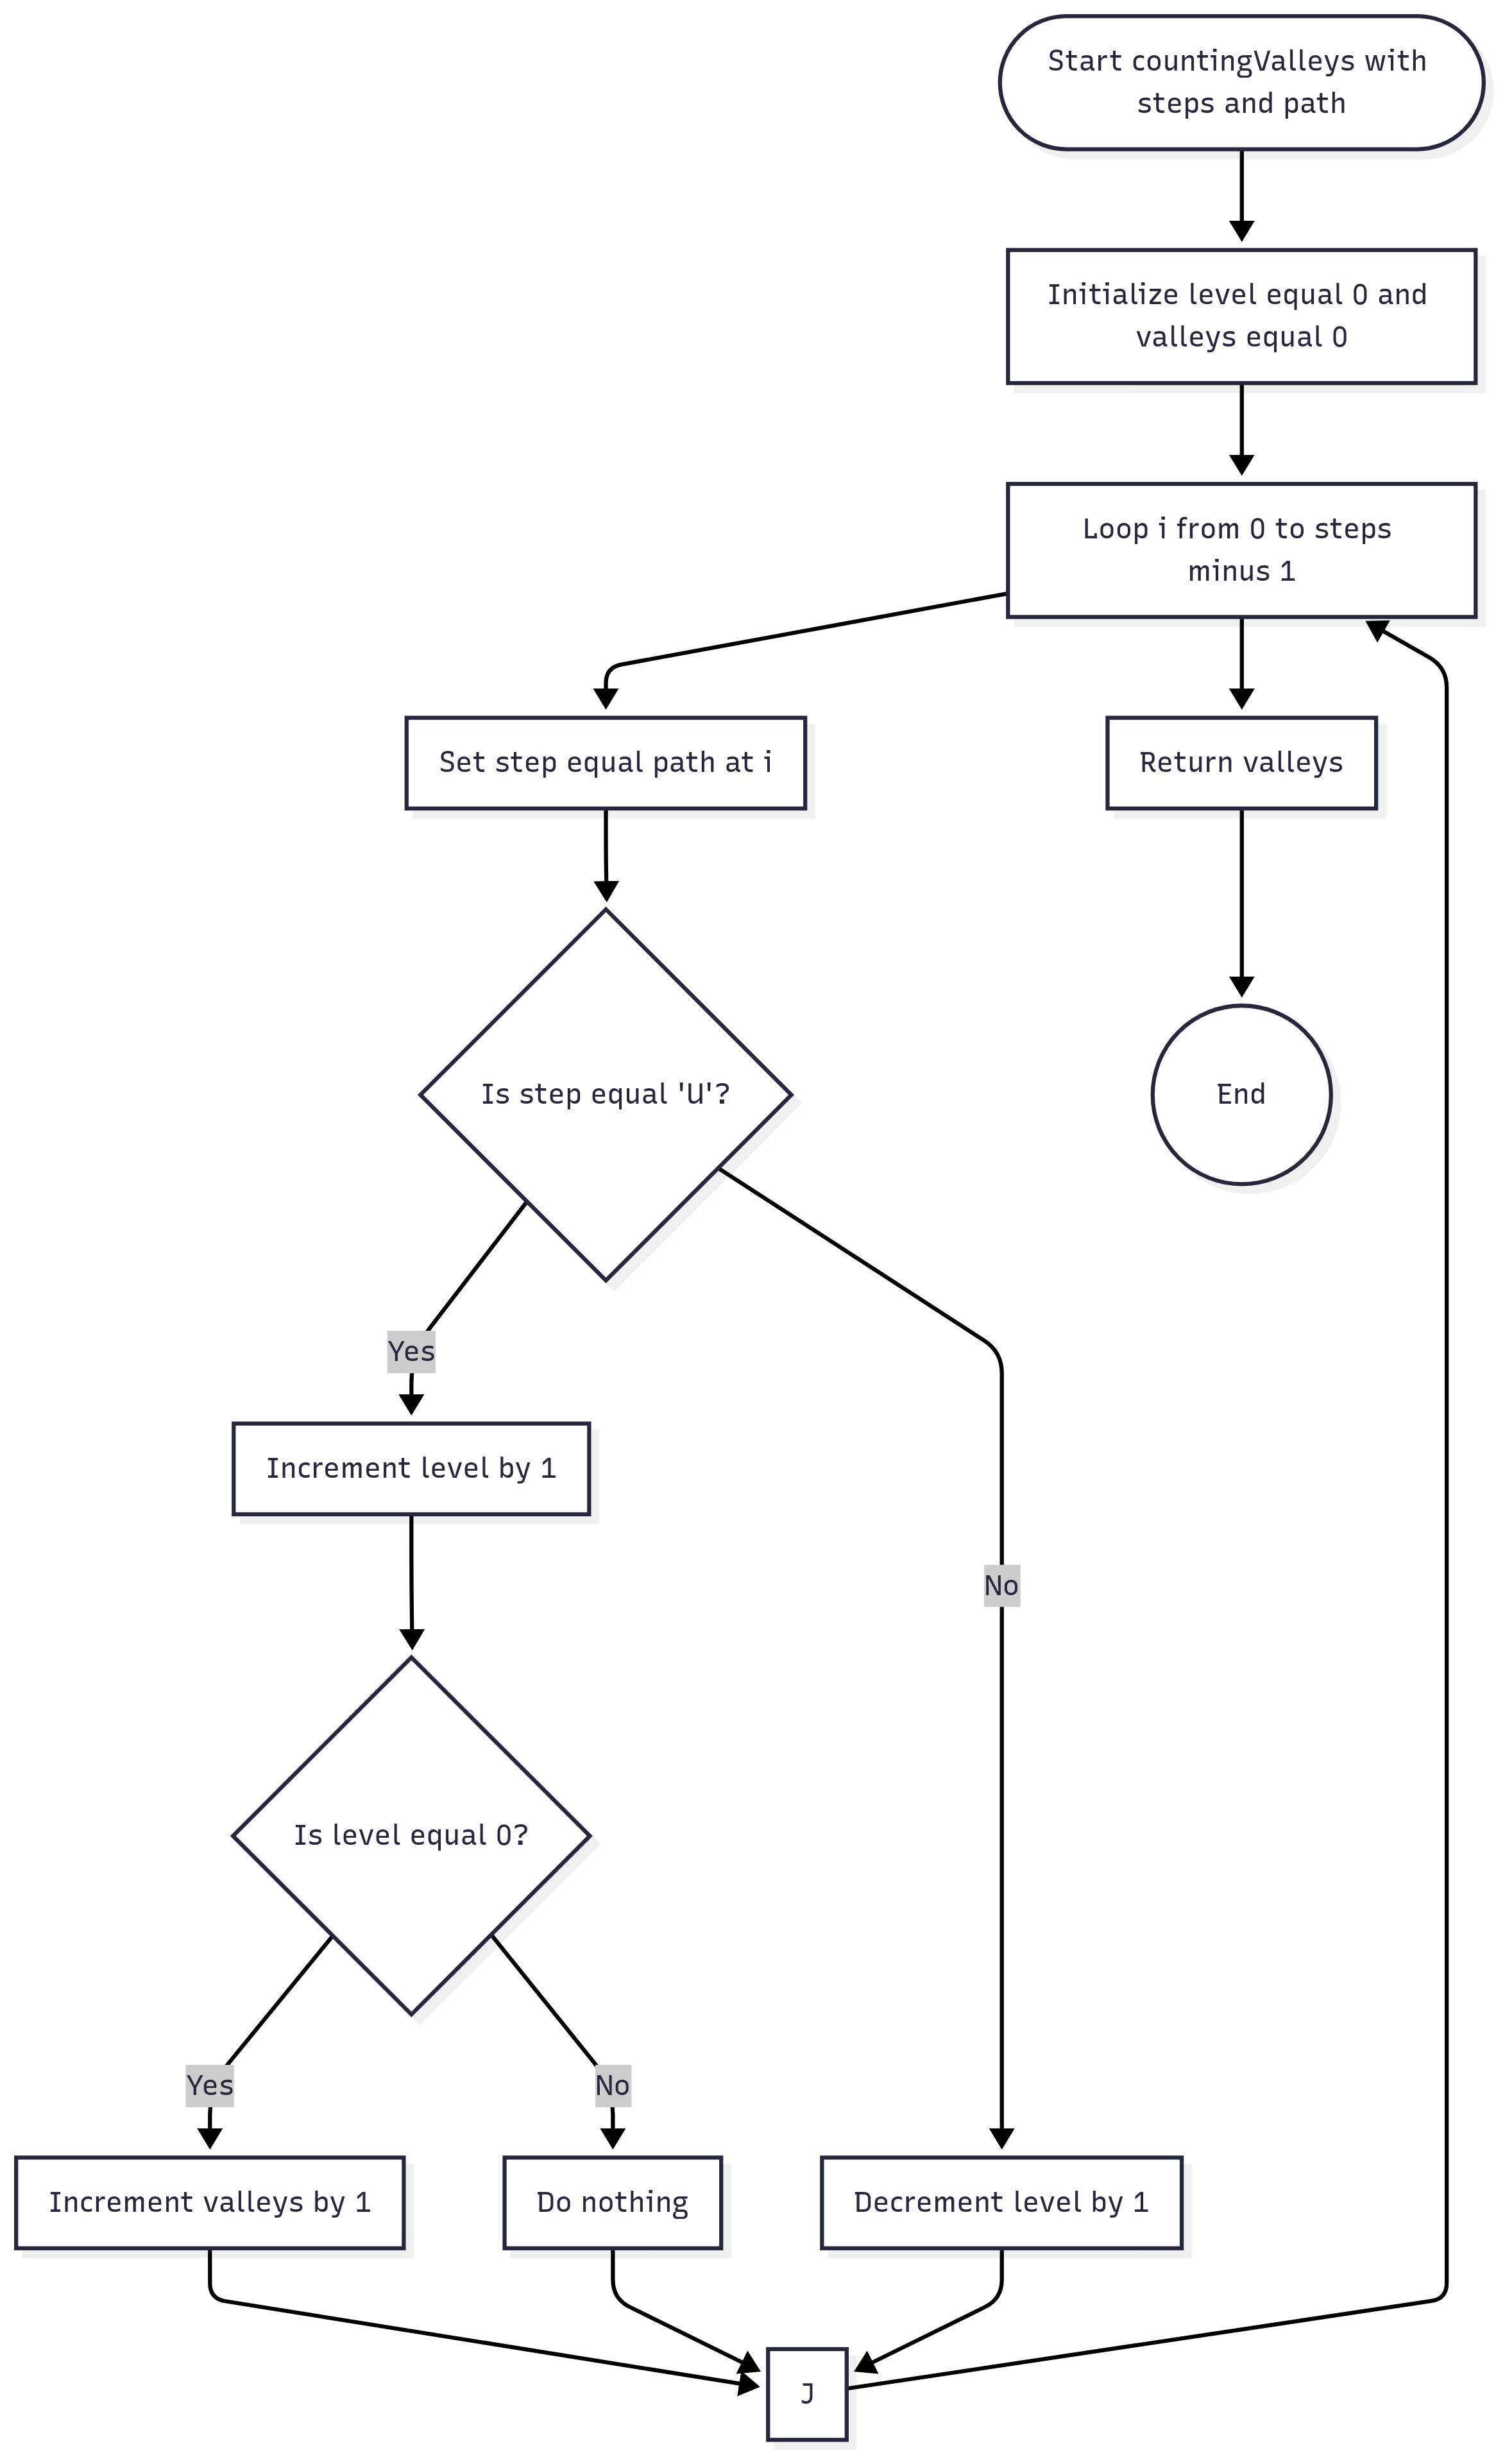 Start countingValleys with
steps and path
Initialize level equal 0 and
valleys equal 0
Loop i from 0 to steps
minus 1
Set step equal path at i
Return valleys
Is step equal 'U'?
End
Yes
Increment level by 1
No
Is level equal 0?
Yes
No
Increment valleys by 1
Do nothing
Decrement level by 1
J